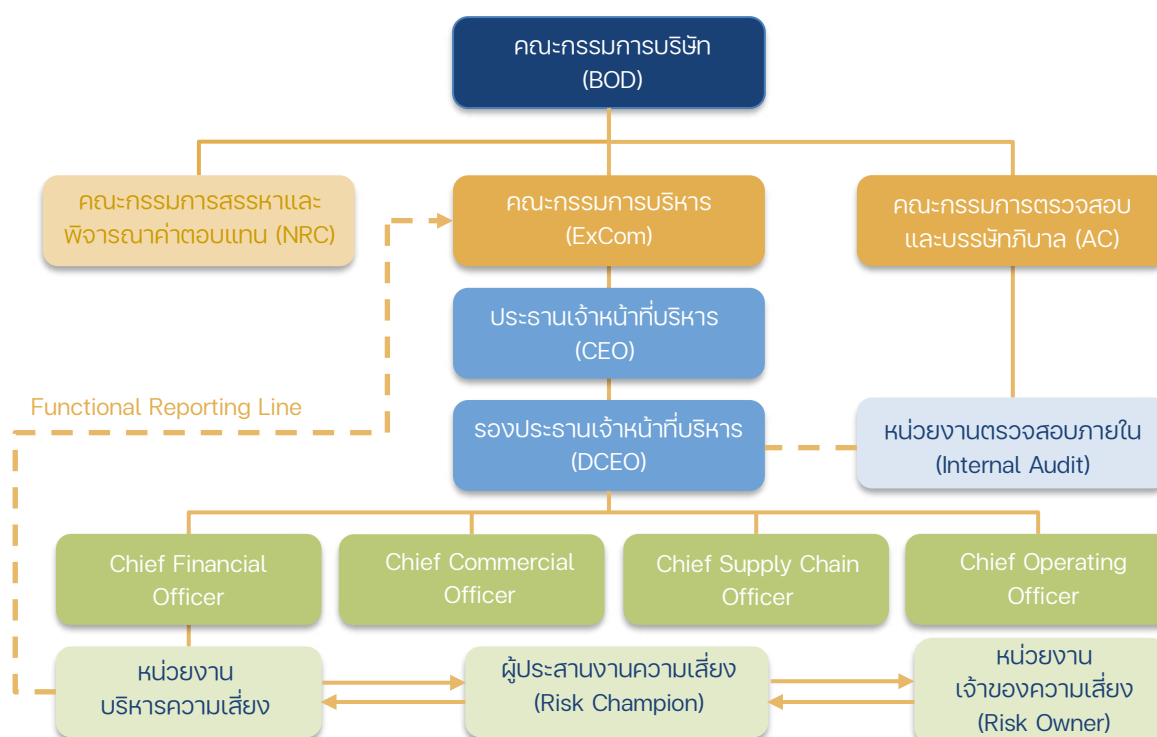 คณะกรรมการบริษัท
(BOD)
คณะกรรมการสรรหาและ
พิจารณาค่าตอบแทน (NRC)
คณะกรรมการบริหาร
(ExCom)
คณะกรรมการตรวจสอบ
และบรรษัทภิบาล (AC)
ประธานเจ้าหน้าที่บริหาร
(CEO)
Functional Reporting Line
รองประธานเจ้าหน้าที่บริหาร
(DCEO)
หน่วยงานตรวจสอบภายใน
(Internal Audit)
Chief Financial
Officer
Chief Commercial
Officer
Chief Supply Chain
Officer
Chief Operating
Officer
หน่วยงาน
บริหารความเสี่ยง
ผู้ประสานงานความเสี่ยง
(Risk Champion)
หน่วยงาน
เจ้าของความเสี่ยง
(Risk Owner)